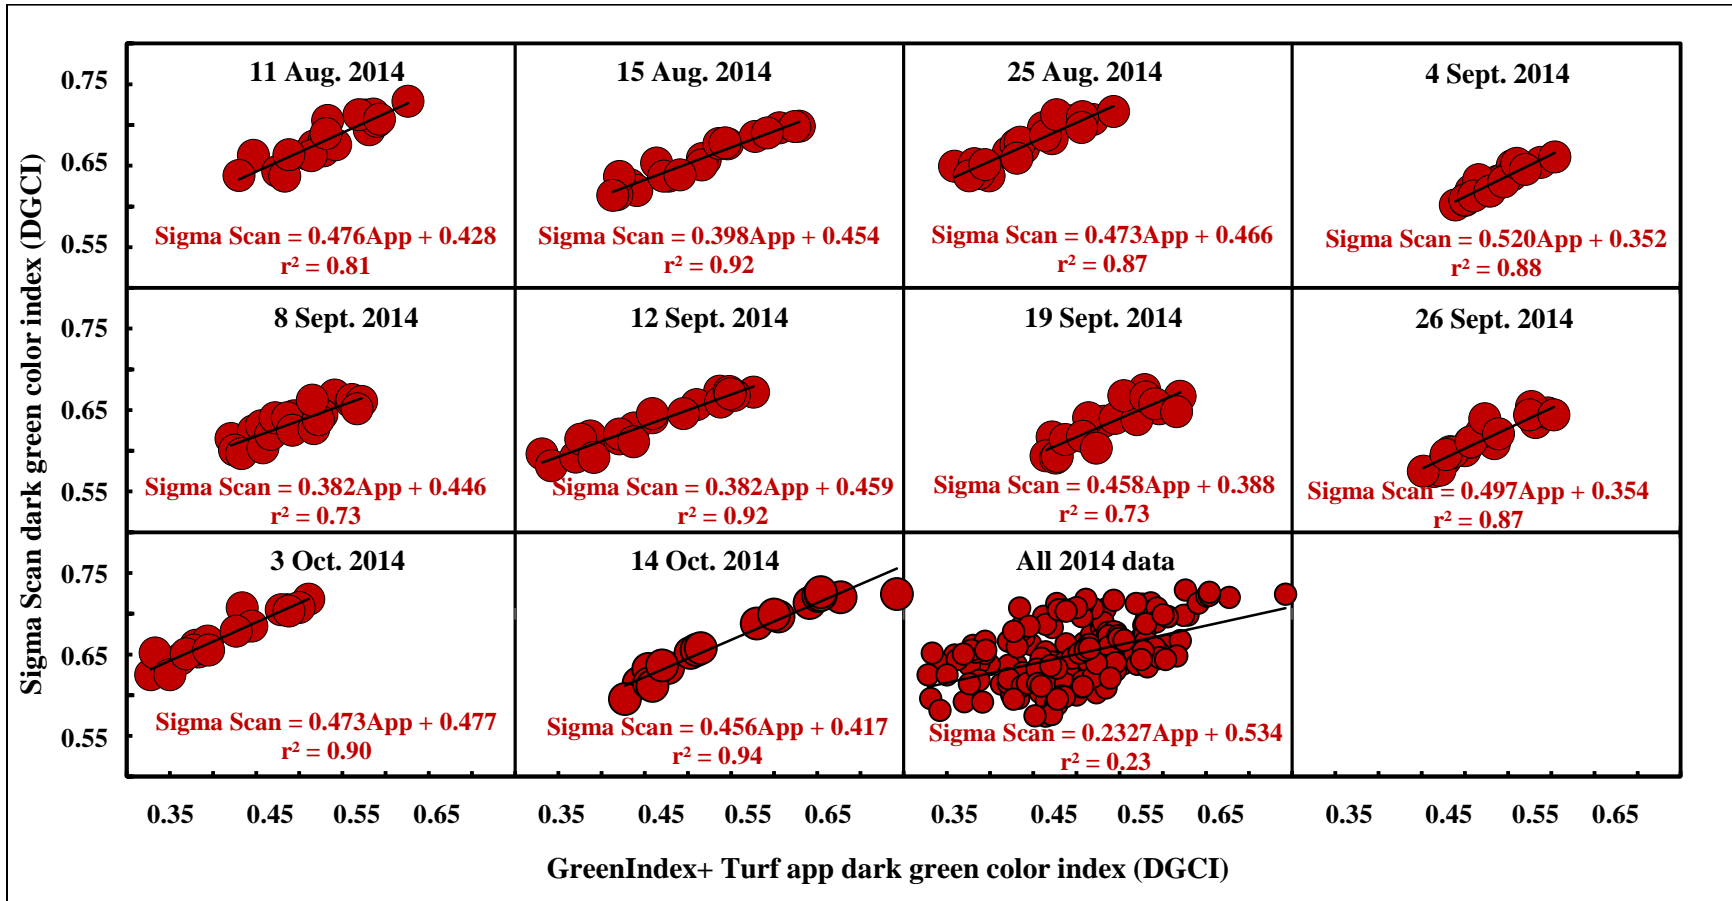 Sigma Scan dark green color index (DGCI)
0.75
0.65
0.55
11 Aug. 2014
Sigma Scan = 0.476App + 0.428
r² = 0.81
15 Aug. 2014
Sigma Scan = 0.398App + 0.454
r² = 0.92
25 Aug. 2014
Sigma Scan = 0.473App + 0.466
r² = 0.87
4 Sept. 2014
Sigma Scan = 0.520App + 0.352
r² = 0.88
0.75
0.65
0.55
8 Sept. 2014
Sigma Scan = 0.382App + 0.446
r² = 0.73
12 Sept. 2014
Sigma Scan = 0.382App + 0.459
r² = 0.92
19 Sept. 2014
Sigma Scan = 0.458App + 0.388
r² = 0.73
26 Sept. 2014
Sigma Scan = 0.497App + 0.354
r² = 0.87
0.75
0.65
0.55
3 Oct. 2014
Sigma Scan = 0.473App + 0.477
r² = 0.90
14 Oct. 2014
Sigma Scan = 0.456App + 0.417
r² = 0.94
All 2014 data
Sigma Scan = 0.2327App + 0.534
r² = 0.23
0.35 0.45 0.55 0.65 0.35 0.45 0.55 0.65 0.35 0.45 0.55 0.65 0.35 0.45 0.55 0.65
GreenIndex+ Turf app dark green color index (DGCI)